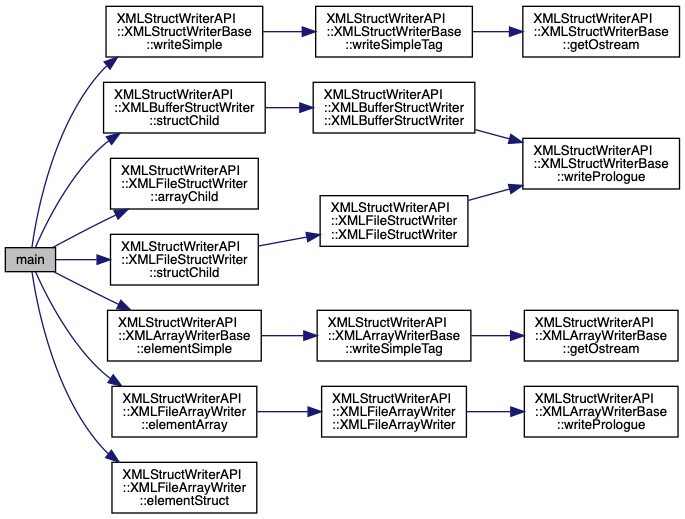 main
XMLStructWriterAPI
::XMLStructWriterBase
::writeSimple
XMLStructWriterAPI
::XMLStructWriterBase
::writeSimpleTag
XMLStructWriterAPI
::XMLStructWriterBase
::getOstream
XMLStructWriterAPI
::XMLBufferStructWriter
::structChild
XMLStructWriterAPI
::XMLBufferStructWriter
::XMLBufferStructWriter
XMLStructWriterAPI
::XMLStructWriterBase
::writePrologue
XMLStructWriterAPI
::XMLFileStructWriter
::arrayChild
XMLStructWriterAPI
::XMLFileStructWriter
::structChild
XMLStructWriterAPI
::XMLFileStructWriter
::XMLFileStructWriter
XMLStructWriterAPI
::XMLArrayWriterBase
::elementSimple
XMLStructWriterAPI
::XMLArrayWriterBase
::writeSimpleTag
XMLStructWriterAPI
::XMLArrayWriterBase
::getOstream
XMLStructWriterAPI
::XMLFileArrayWriter
::elementArray
XMLStructWriterAPI
::XMLFileArrayWriter
::XMLFileArrayWriter
XMLStructWriterAPI
::XMLArrayWriterBase
::writePrologue
XMLStructWriterAPI
::XMLFileArrayWriter
::elementStruct